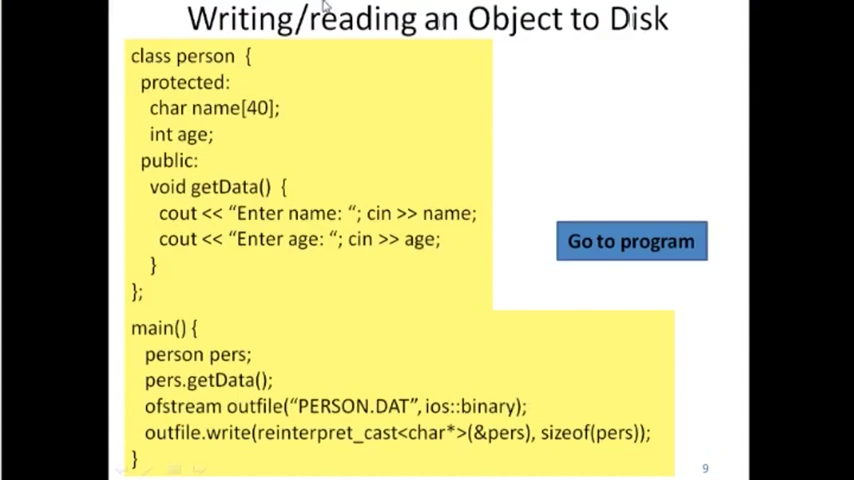 Writing/reading an Object to Disk
class person {
protected:
char name[40];
int age;
public:
void getData() {
cout << “Enter name: “; cin >> name;
cout << “Enter age: “; cin >> age;
}
};
Go to program
main() {
person pers;
pers.getData();
ofstream outfile(“PERSON.DAT”, ios::binary);
outfile.write(reinterpret_cast<char*>(&pers), sizeof(pers));
}
9